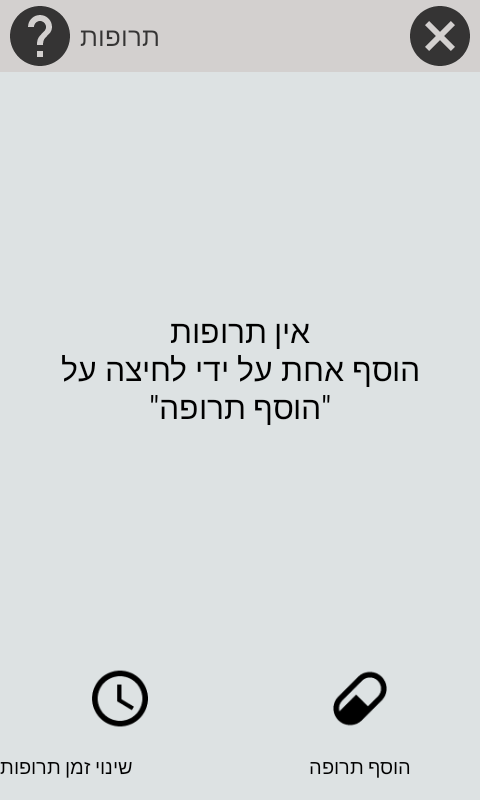 תרופות
אין תרופות
הוסף אחת על ידי לחיצה על
"הוסף תרופה"
הוסף תרופה
שינוי זמן תרופות